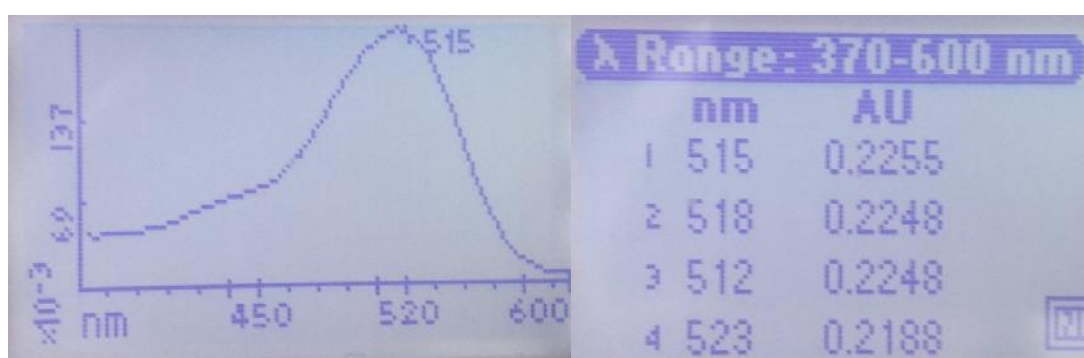 515
137
69
x10-3
nm 450 520 600
λ Range: 370-600 nm
nm AU
1 515 0.2255
2 518 0.2248
3 512 0.2248
4 523 0.2188
N